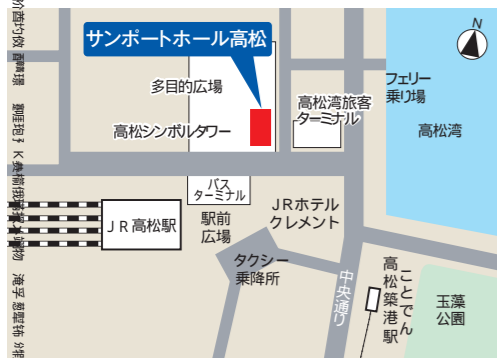 サンポートホール高松
N
多目的広場
フェリー
乗り場
高松湾旅客
ターミナル
高松シンボルタワー
高松湾
バス
ターミナル
JRホテル
クレメント
JR高松駅
駅前
広場
タクシー
乗降所
中央通り
ことでん
高松築港駅
玉藻
公園